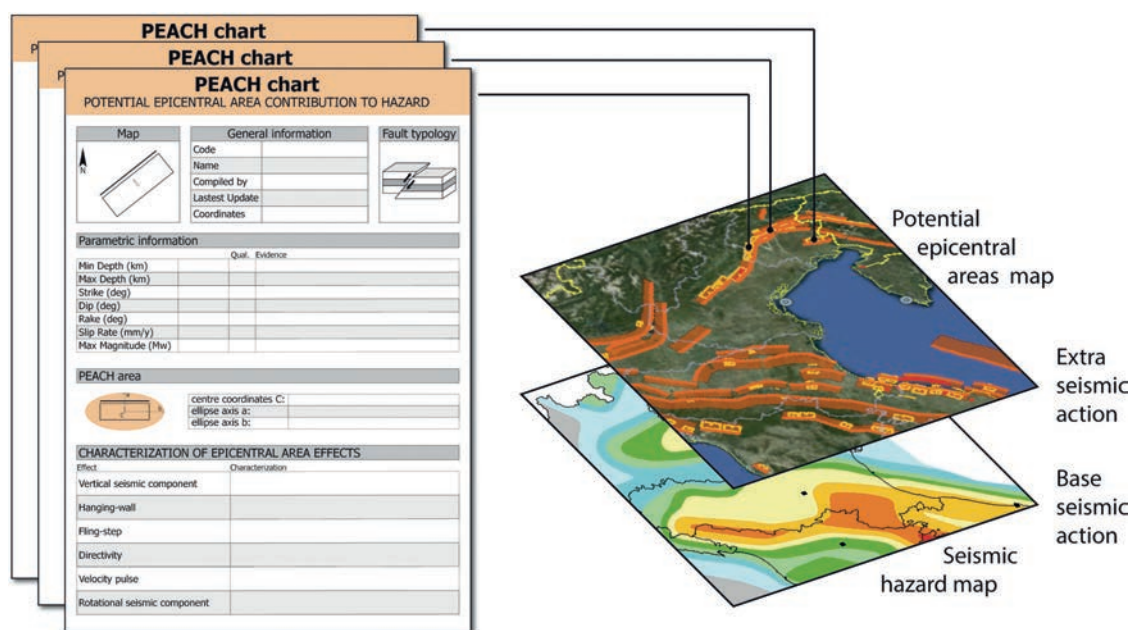 PEACH chart
PEACH chart
PEACH chart
POTENTIAL EPICENTRAL AREA CONTRIBUTION TO HAZARD
Map
N
General information
Code
Name
Compiled by
Lastest Update
Coordinates
Fault typology
Parametric information
Qual. Evidence
Min Depth (km)
Max Depth (km)
Strike (deg)
Dip (deg)
Rake (deg)
Slip Rate (mm/y)
Max Magnitude (Mw)
PEACH area
centre coordinates C:
ellipse axis a:
ellipse axis b:
CHARACTERIZATION OF EPICENTRAL AREA EFFECTS
Effect Characterization
Vertical seismic component
Hanging-wall
Fling-step
Directivity
Velocity pulse
Rotational seismic component
Potential
epicentral
areas map
Extra
seismic
action
Base
seismic
action
Seismic
hazard map